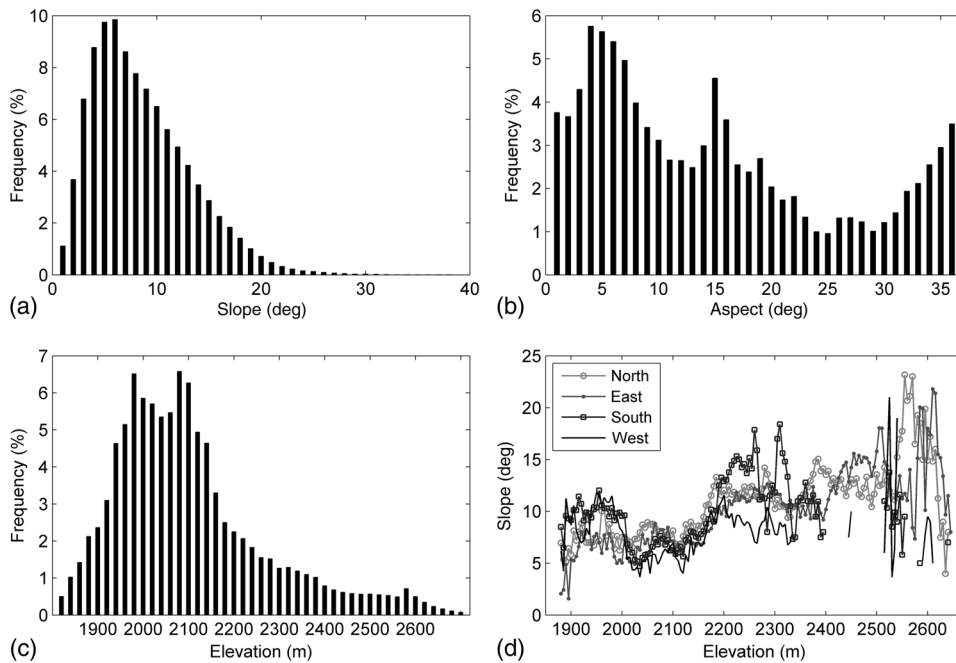 10
8
6
4
2
0
Frequency (%)
0 10 20 30 40
Slope (deg)
(a)
6
5
4
3
2
1
0
Frequency (%)
0 5 10 15 20 25 30 35
Aspect (deg)
(b)
7
6
5
4
3
2
1
0
Frequency (%)
1900 2000 2100 2200 2300 2400 2500 2600
Elevation (m)
(c)
25
20
15
10
5
0
Slope (deg)
North
East
South
West
1900 2000 2100 2200 2300 2400 2500 2600
Elevation (m)
(d)